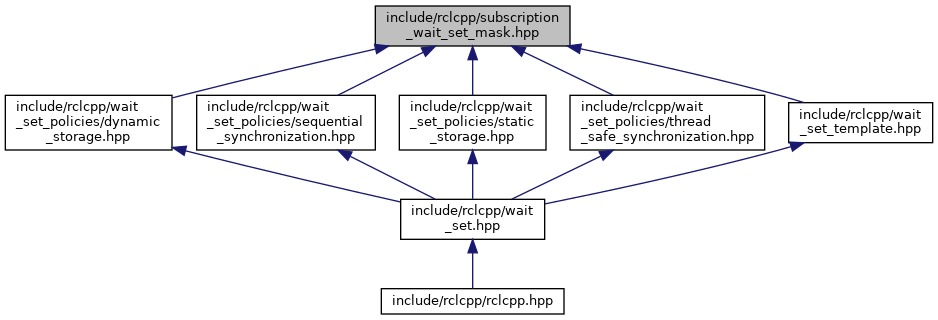 include/rclcpp/subscription
_wait_set_mask.hpp
include/rclcpp/wait
_set_policies/dynamic
_storage.hpp
include/rclcpp/wait
_set_policies/sequential
_synchronization.hpp
include/rclcpp/wait
_set_policies/static
_storage.hpp
include/rclcpp/wait
_set_policies/thread
_safe_synchronization.hpp
include/rclcpp/wait
_set_template.hpp
include/rclcpp/wait
_set.hpp
include/rclcpp/rclcpp.hpp